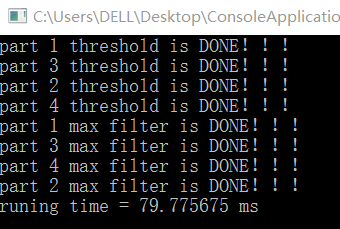 C:\Users\DELL\Desktop\ConsoleApplicatio
part 1 threshold is DONE!!!
part 3 threshold is DONE!!!
part 2 threshold is DONE!!!
part 4 threshold is DONE!!!
part 1 max filter is DONE!!!
part 3 max filter is DONE!!!
part 4 max filter is DONE!!!
part 2 max filter is DONE!!!
runing time = 79.775675 ms